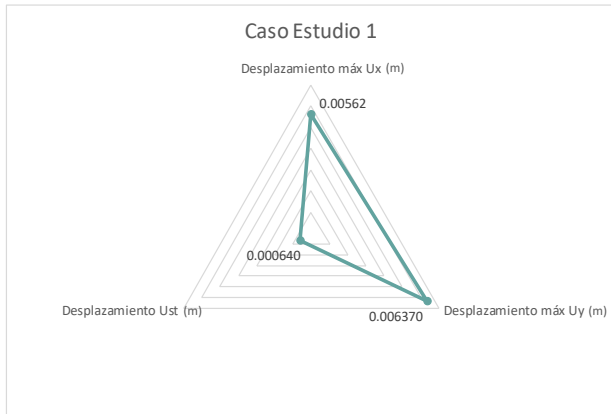 Caso Estudio 1
Desplazamiento máx Ux (m)
0.00562
0.000640
Desplazamiento Ust (m)
Desplazamiento máx Uy (m)
0.006370